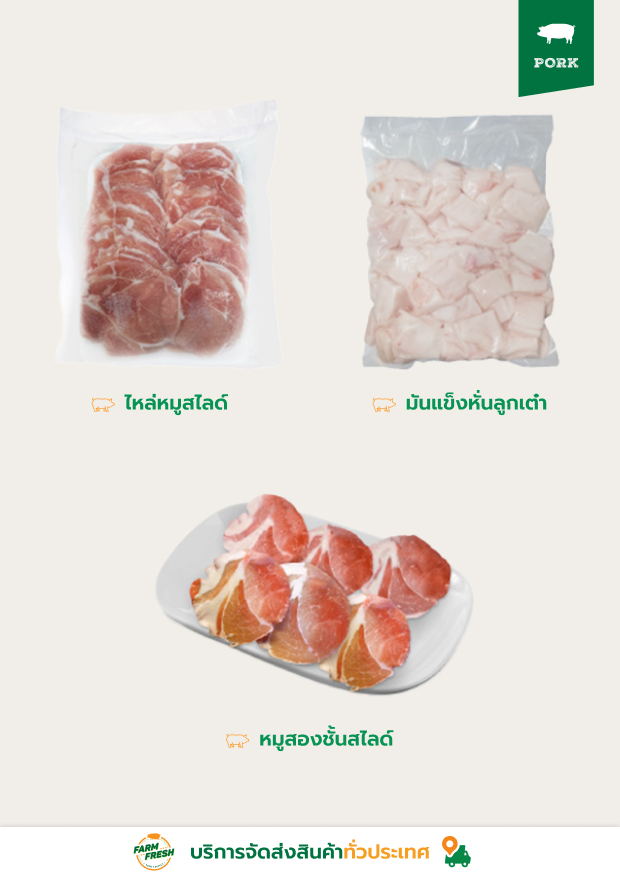 PORK
ไหล่หมูสไลด์
มันแข็งหั่นลูกเต๋า
หมูสองชั้นสไลด์
FARM
FRESH
บริการจัดส่งสินค้าทั่วประเทศ